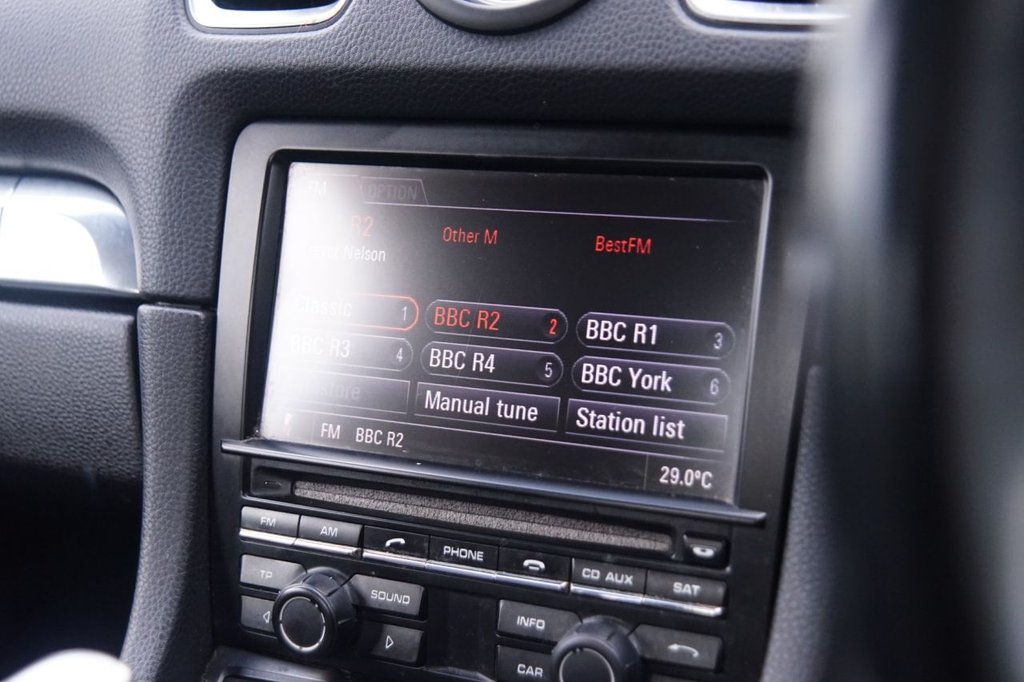 FM OPTION
R2 Other M BestFM
Nelson
Classic 1 BBC R2 2 BBC R1 3
BBC R3 4 BBC R4 5 BBC York 6
Manual tune Station list
FM BBC R2
29.0°C
FM AM PHONE CD AUX SAT
TP SOUND INFO
CAR